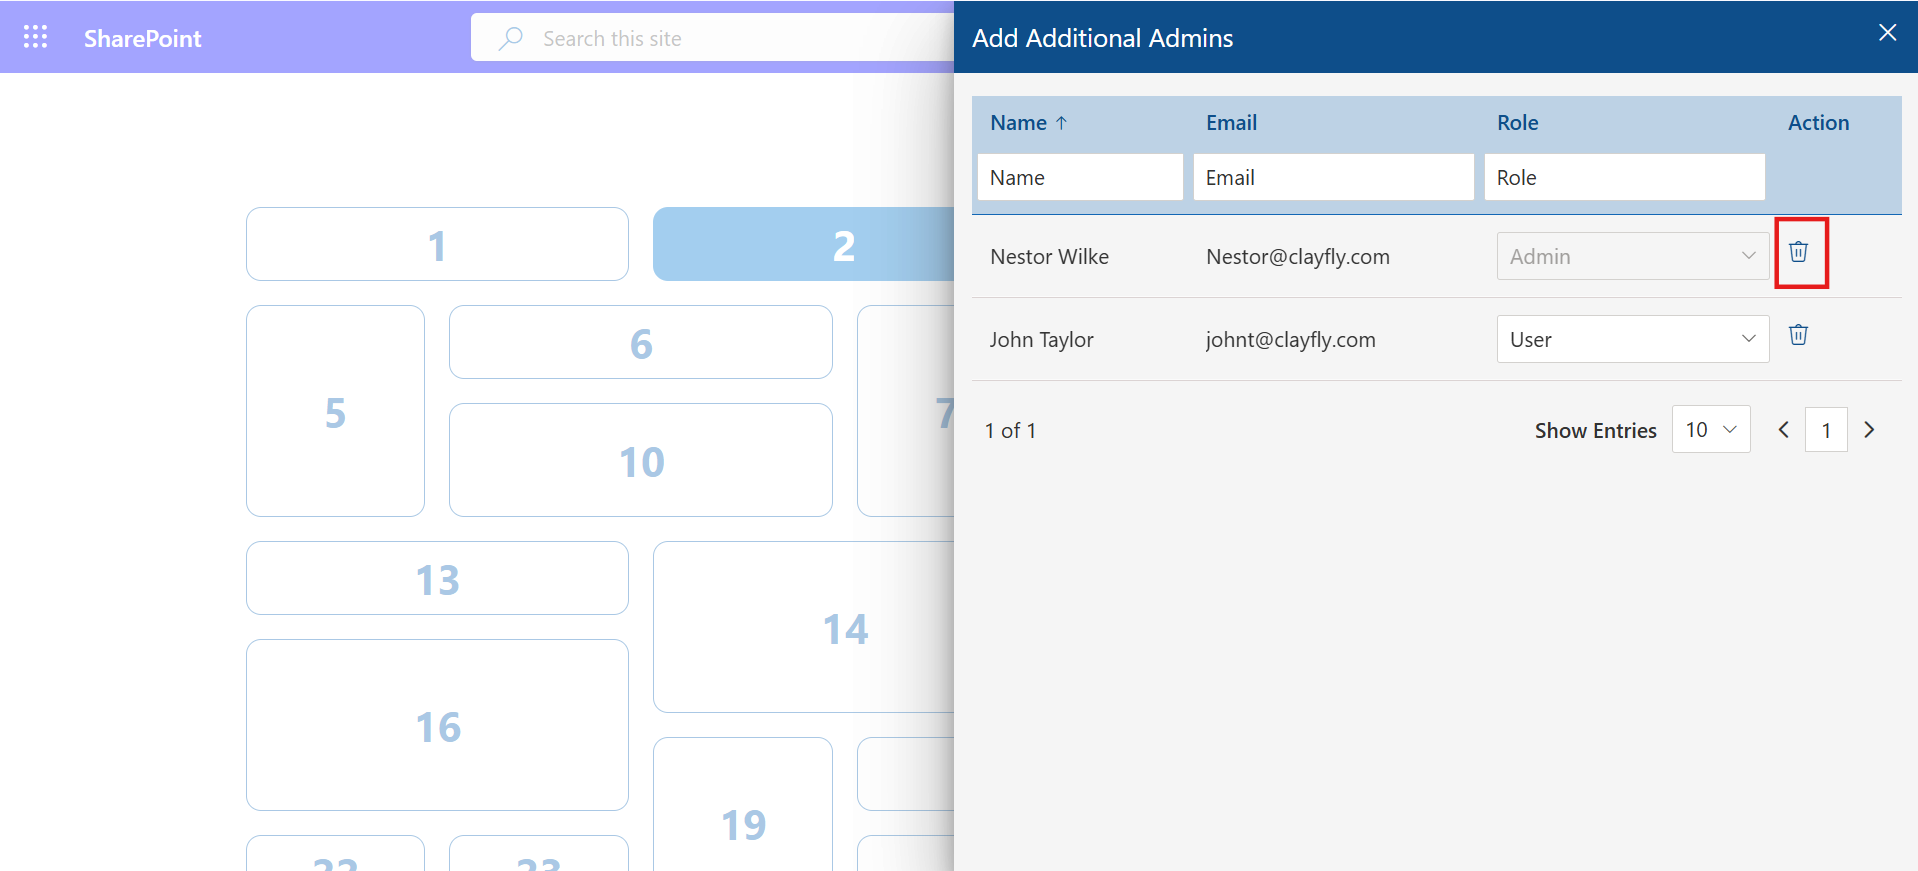 SharePoint
Search this site
Add Additional Admins
Name ↑ Email Role Action
Name Email Role
Nestor Wilke Nestor@clayfly.com Admin
John Taylor johnt@clayfly.com User
1 of 1 Show Entries 10 1
1 2
5 6 7
10
13 14
16
19
22 23